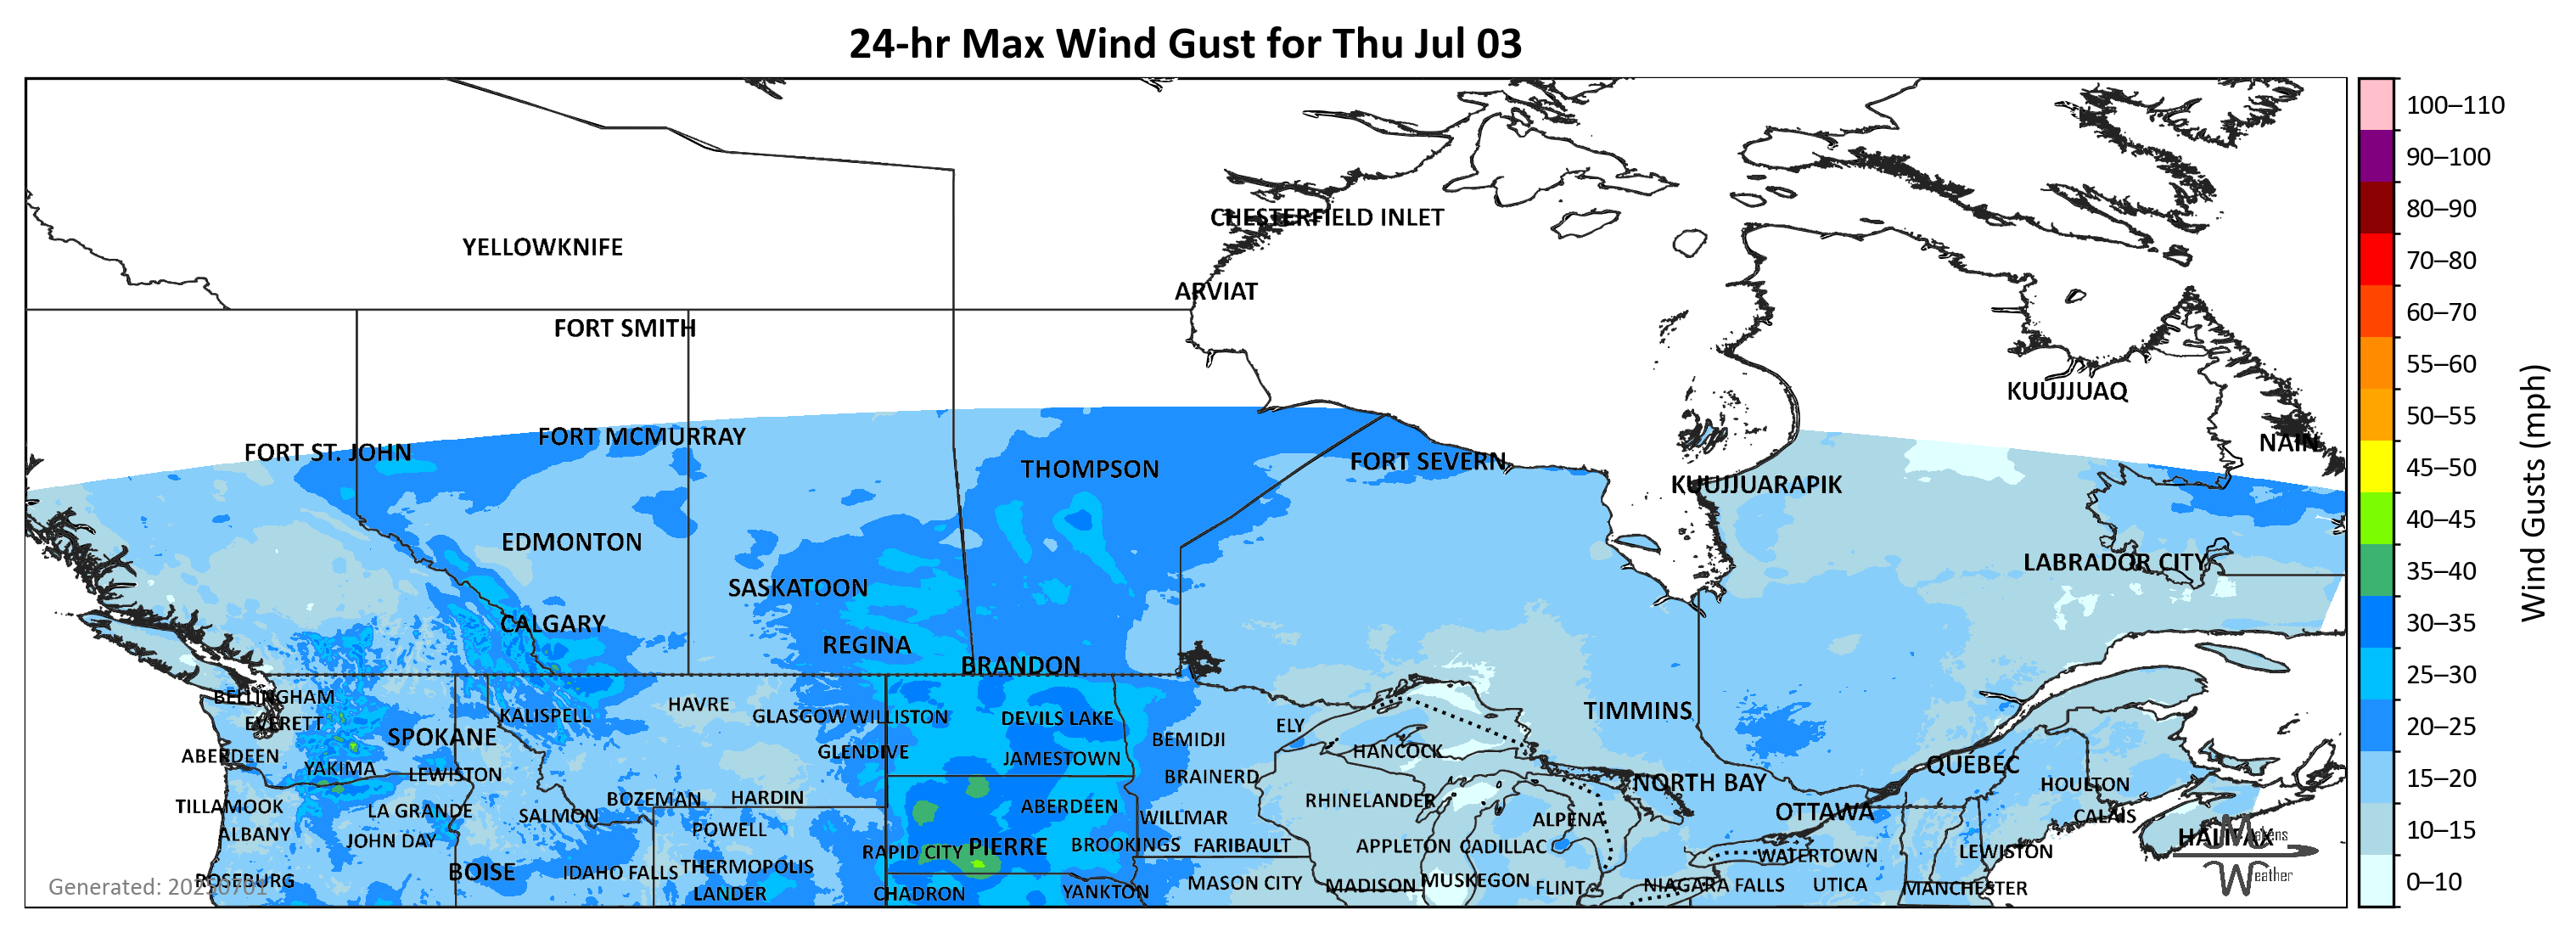 24-hr Max Wind Gust for Thu Jul 03
100–110
90–100
80–90
70–80
60–70
55–60
50–55
45–50
40–45
35–40
30–35
25–30
20–25
15–20
10–15
0–10
Wind Gusts (mph)
CHESTERFIELD INLET
YELLOWKNIFE
ARVIAT
FORT SMITH
KUUJJUAQ
FORT MCMURRAY
NAIN
FORT ST. JOHN
FORT SEVERN
THOMPSON
KUUJJUARAPIK
EDMONTON
LABRADOR CITY
SASKATOON
CALGARY
REGINA
BRANDON
BELLINGHAM
HAVRE
TIMMINS
KALISPELL
GLASGOW
WILLISTON
DEVILS LAKE
EVERETT
ELY
SPOKANE
BEMIDJI
GLENDIVE
HANCOCK
ABERDEEN
JAMESTOWN
QUEBEC
YAKIMA
LEWISTON
BRAINERD
NORTH BAY
HOULTON
BOZEMAN
HARDIN
RHINELANDER
TILLAMOOK
LA GRANDE
ABERDEEN
OTTAWA
SALMON
WILLMAR
ALPENA
CALAIS
ALBANY
POWELL
HALIFAX
Makens
JOHN DAY
RAPID CITY
PIERRE
BROOKINGS
FARIBAULT
APPLETON
CADILLAC
WATERTOWN
LEWISTON
BOISE
IDAHO FALLS
THERMOPOLIS
Weather
ROSEBURG
MASON CITY
MADISON
MUSKEGON
FLINT
NIAGARA FALLS
UTICA
MANCHESTER
LANDER
CHADRON
YANKTON
Generated: 20250701